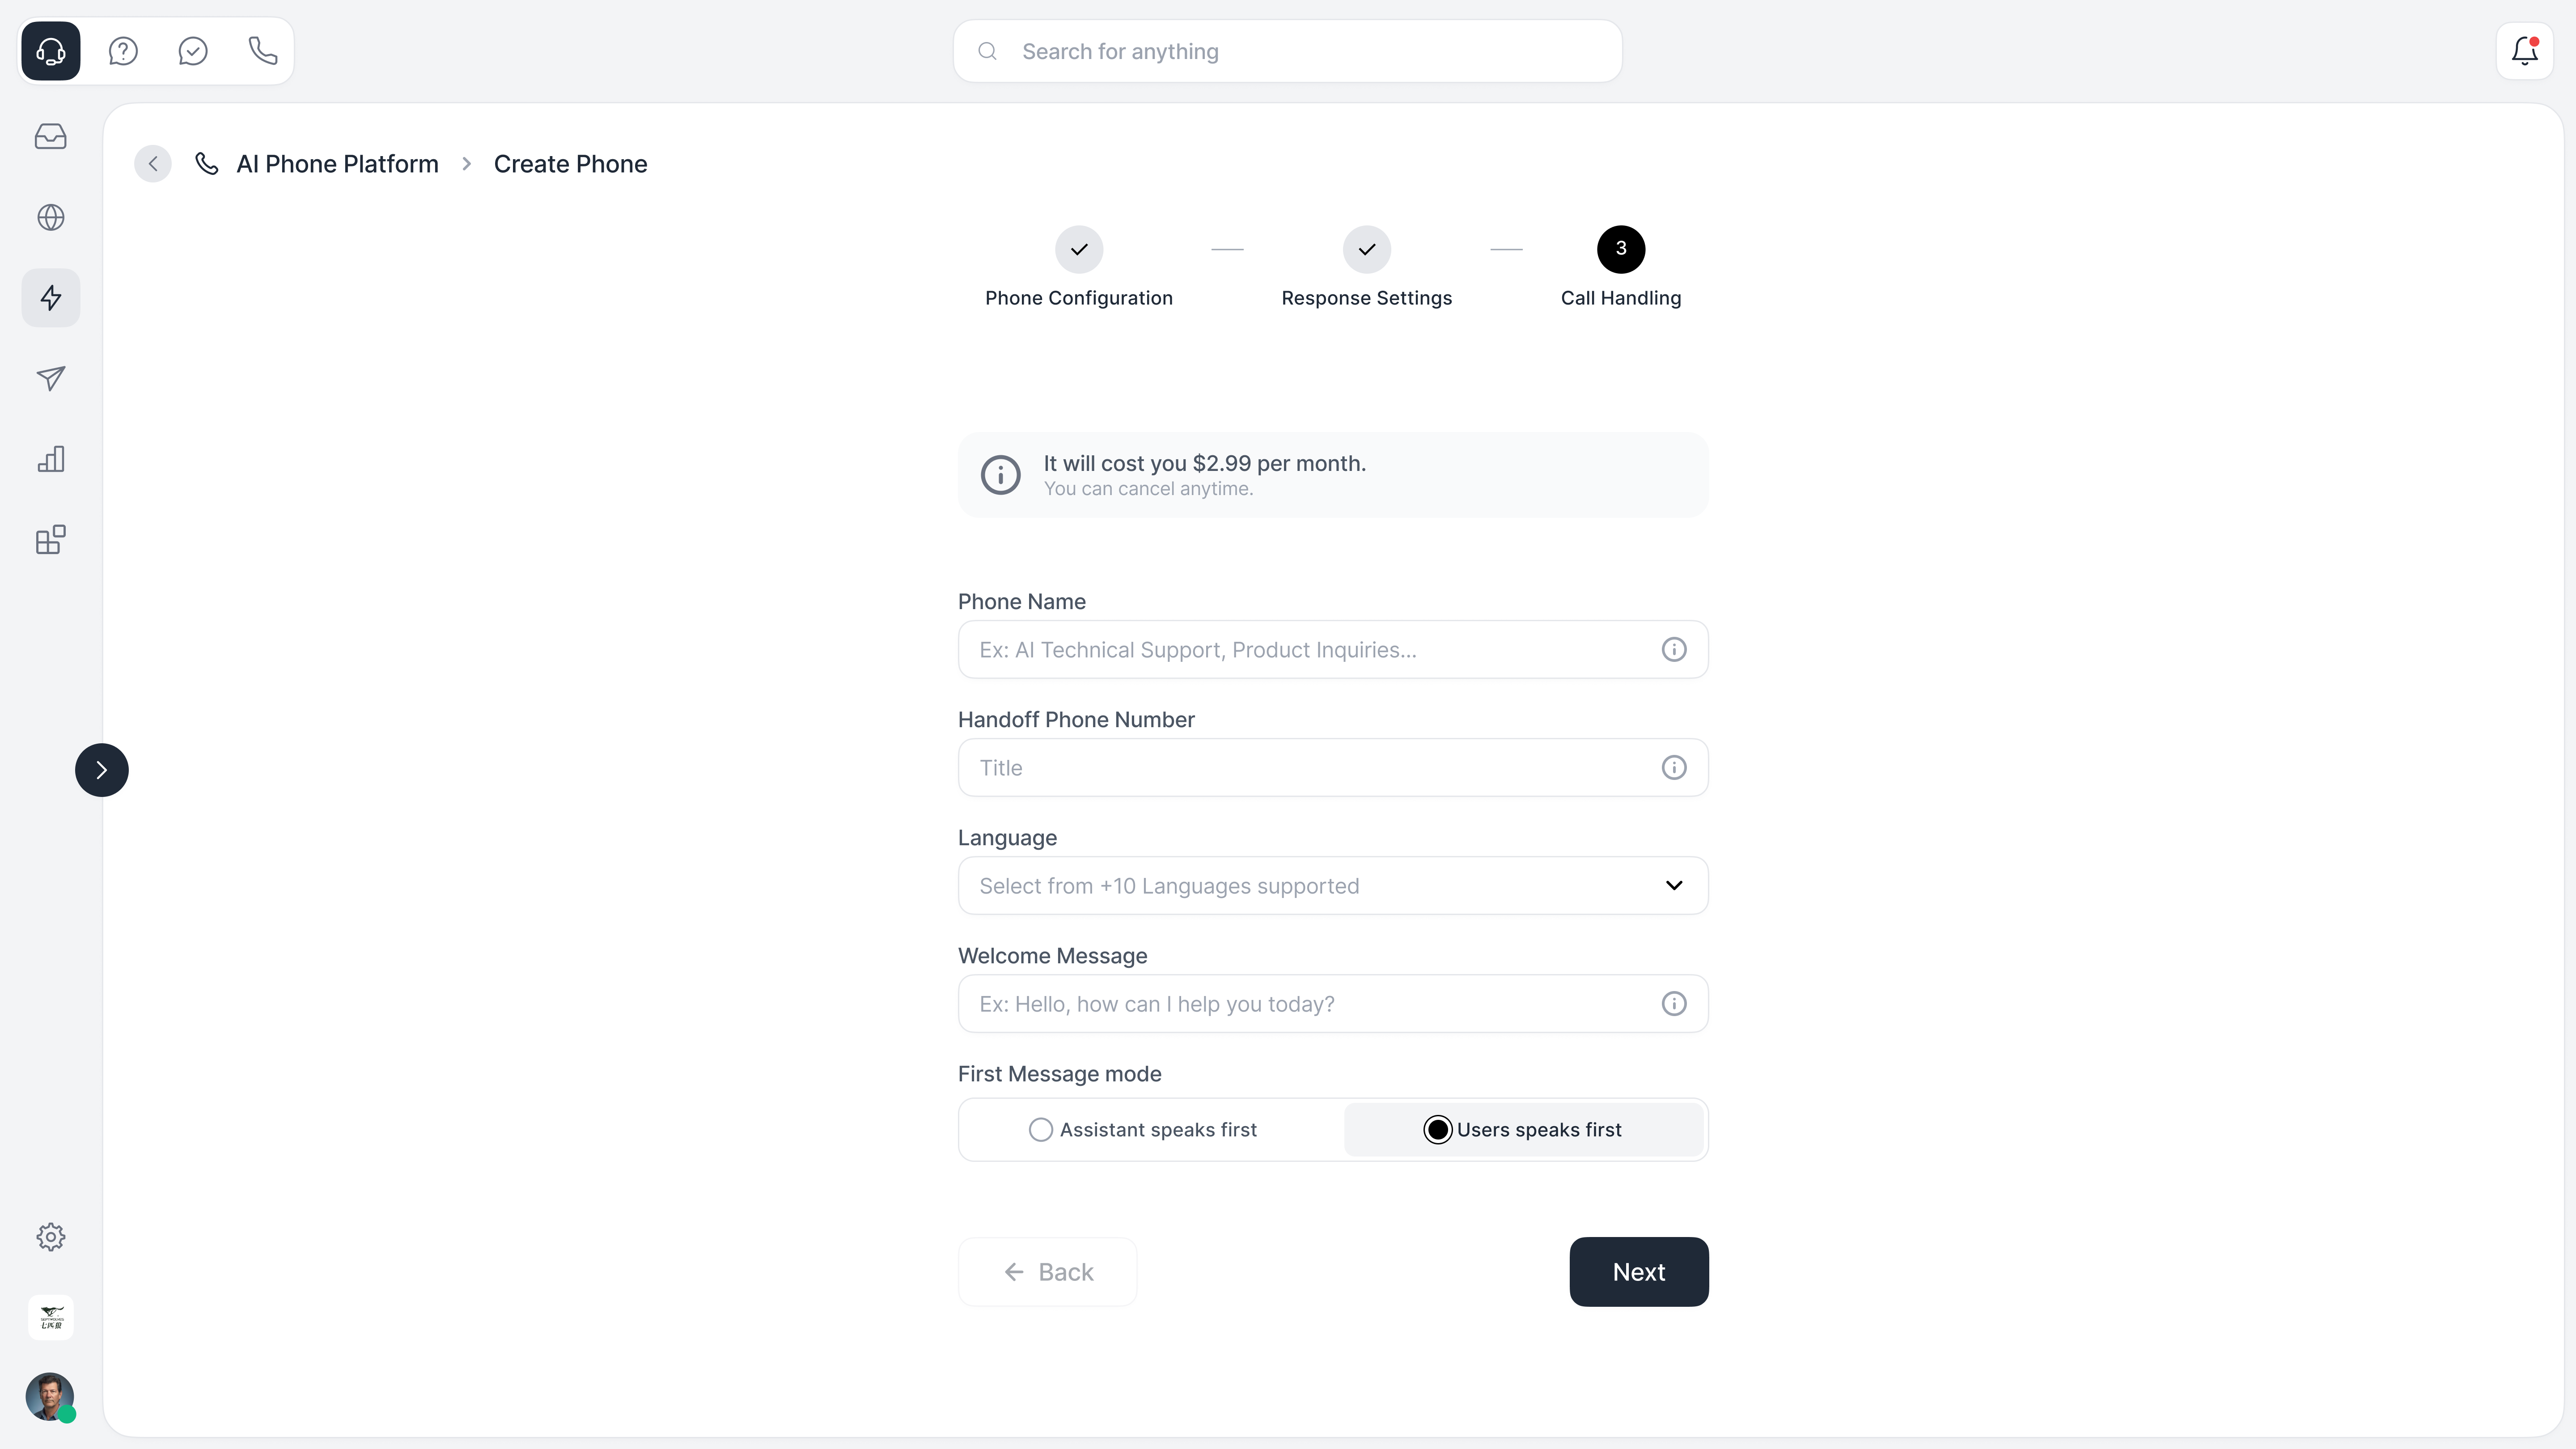 Search for anything
AI Phone Platform
Create Phone
3
Phone Configuration
Response Settings
Call Handling
It will cost you $2.99 per month.
You can cancel anytime.
Phone Name
Ex: AI Technical Support, Product Inquiries...
Handoff Phone Number
Title
Language
Select from +10 Languages supported
Welcome Message
Ex: Hello, how can I help you today?
First Message mode
Assistant speaks first
Users speaks first
Back
Next
七匹狼